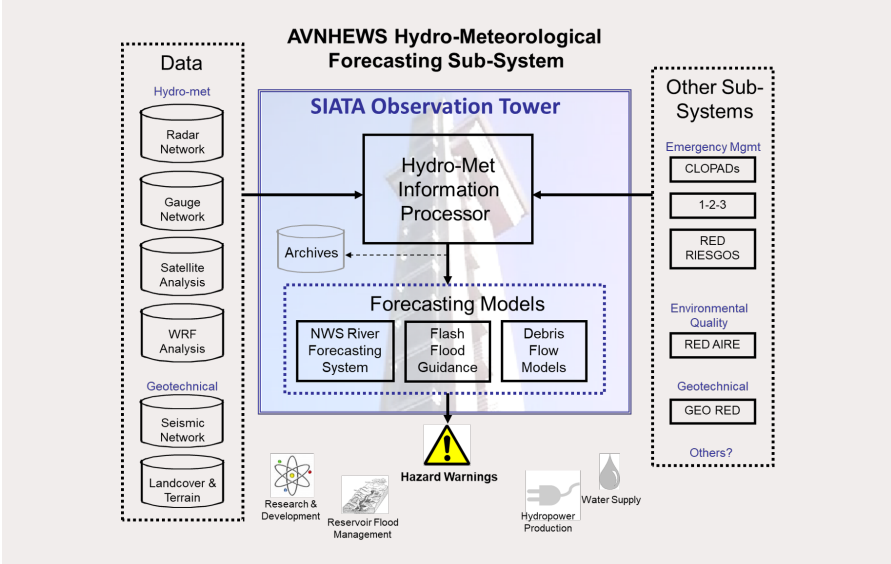 AVNHEWS Hydro-Meteorological
Forecasting Sub-System
Data
Hydro-met
Radar
Network
Gauge
Network
Satellite
Analysis
WRF
Analysis
Geotechnical
Seismic
Network
Landcover &
Terrain
SIATA Observation Tower
Hydro-Met
Information
Processor
Archives
Forecasting Models
NWS River
Forecasting
System
Flash
Flood
Guidance
Debris
Flow
Models
Hazard Warnings
Research &
Development
Reservoir Flood
Management
Hydropower
Production
Water Supply
Other Sub-
Systems
Emergency Mgmt
CLOPADs
1-2-3
RED
RIESGOS
Environmental
Quality
RED AIRE
Geotechnical
GEO RED
Others?